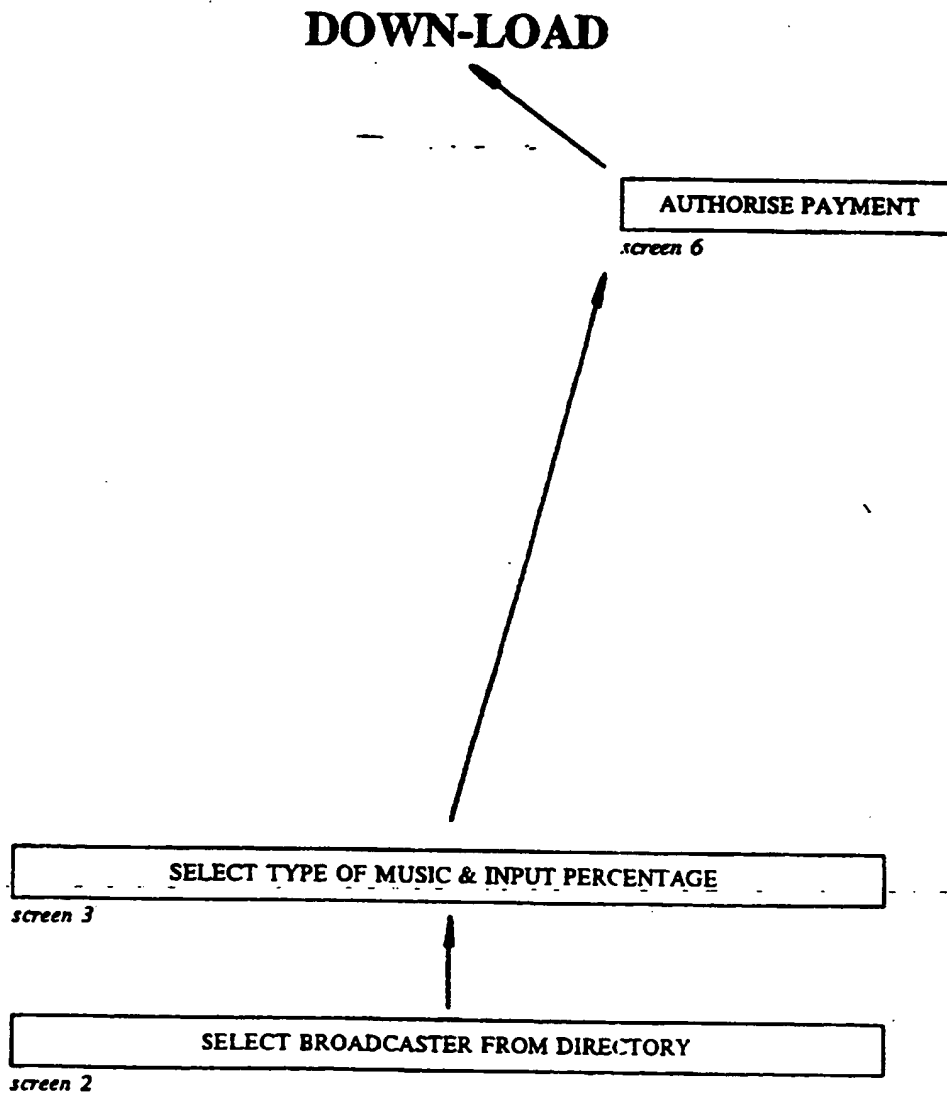 DOWN-LOAD
AUTHORISE PAYMENT
screen 6
SELECT TYPE OF MUSIC & INPUT PERCENTAGE
screen 3
SELECT BROADCASTER FROM DIRECTORY
screen 2